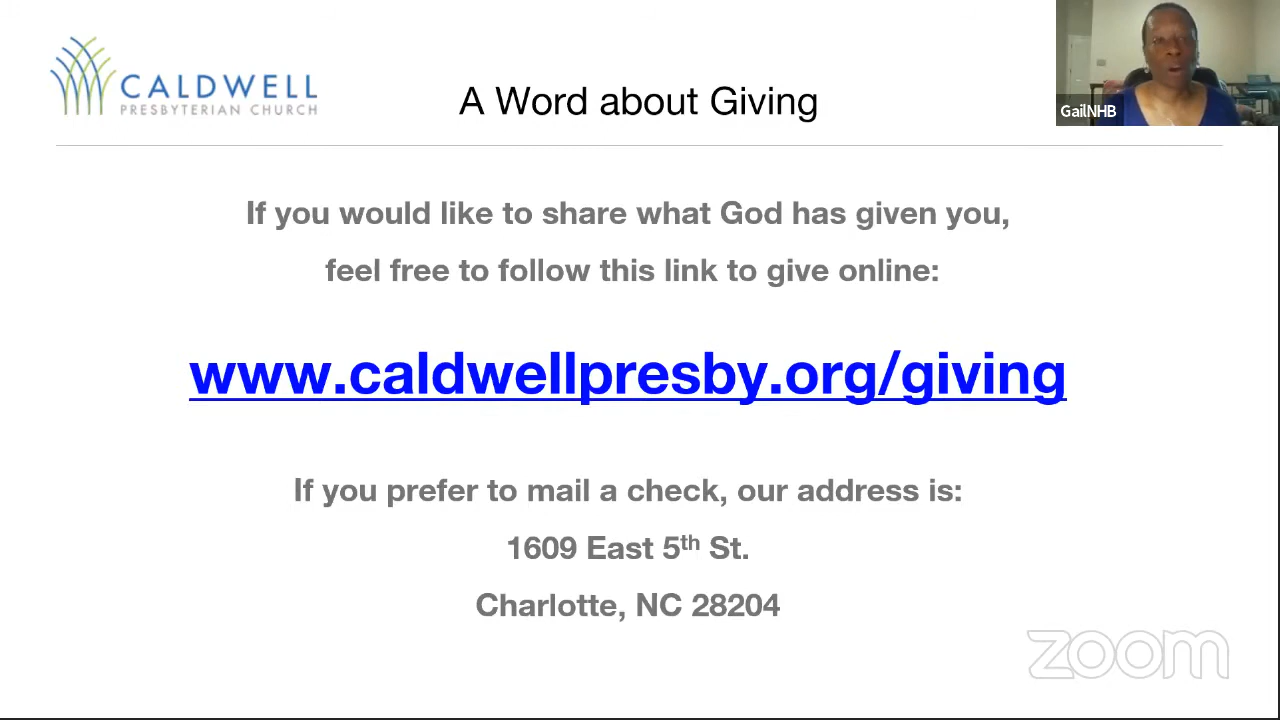 CALDWELL
PRESBYTERIAN CHURCH
A Word about Giving
GailNHB
If you would like to share what God has given you,
feel free to follow this link to give online:
www.caldwellpresby.org/giving
If you prefer to mail a check, our address is:
1609 East 5th St.
Charlotte, NC 28204
zoom